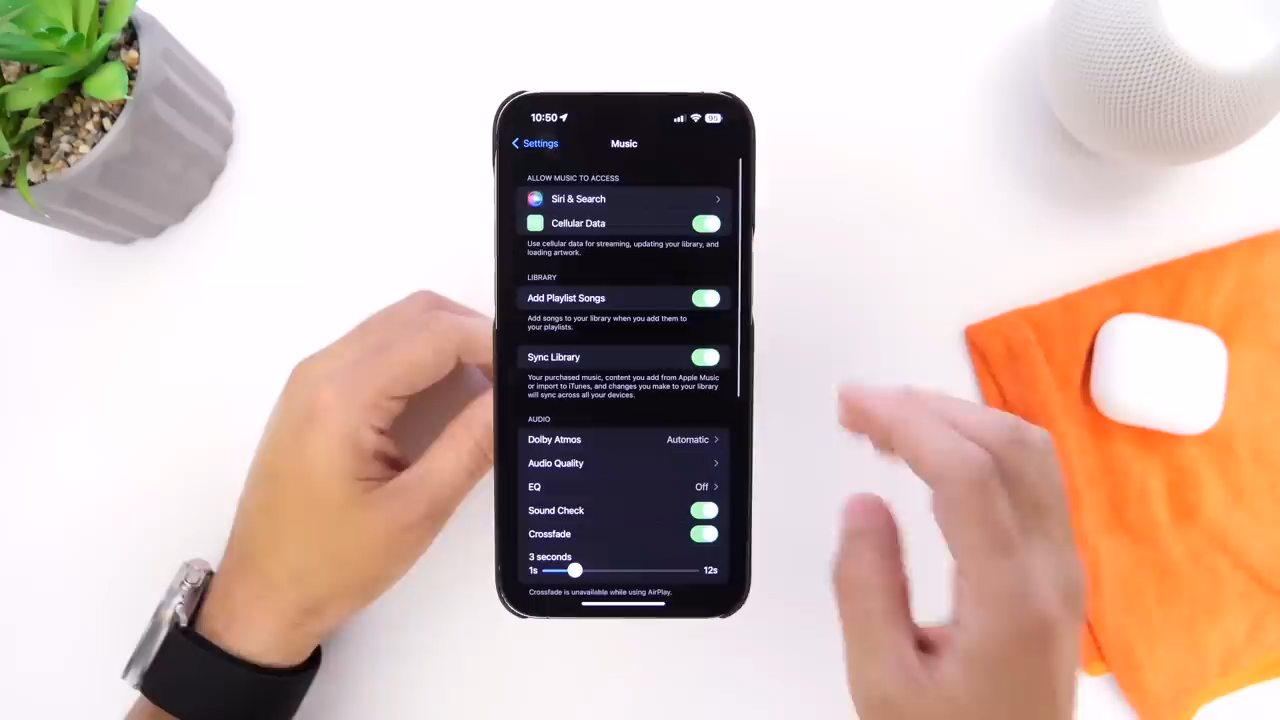 10:50
95
Settings
Music
ALLOW MUSIC TO ACCESS
Siri & Search
Cellular Data
Use cellular data for streaming, updating your library, and
loading artwork.
LIBRARY
Add Playlist Songs
Add songs to your library when you add them to
your playlists.
Sync Library
Your purchased music, content you add from Apple Music
or import to iTunes, and changes you make to your library
will sync across all your devices.
AUDIO
Dolby Atmos Automatic
Audio Quality
EQ Off
Sound Check
Crossfade
3 seconds
1s 12s
Crossfade is unavailable while using AirPlay.